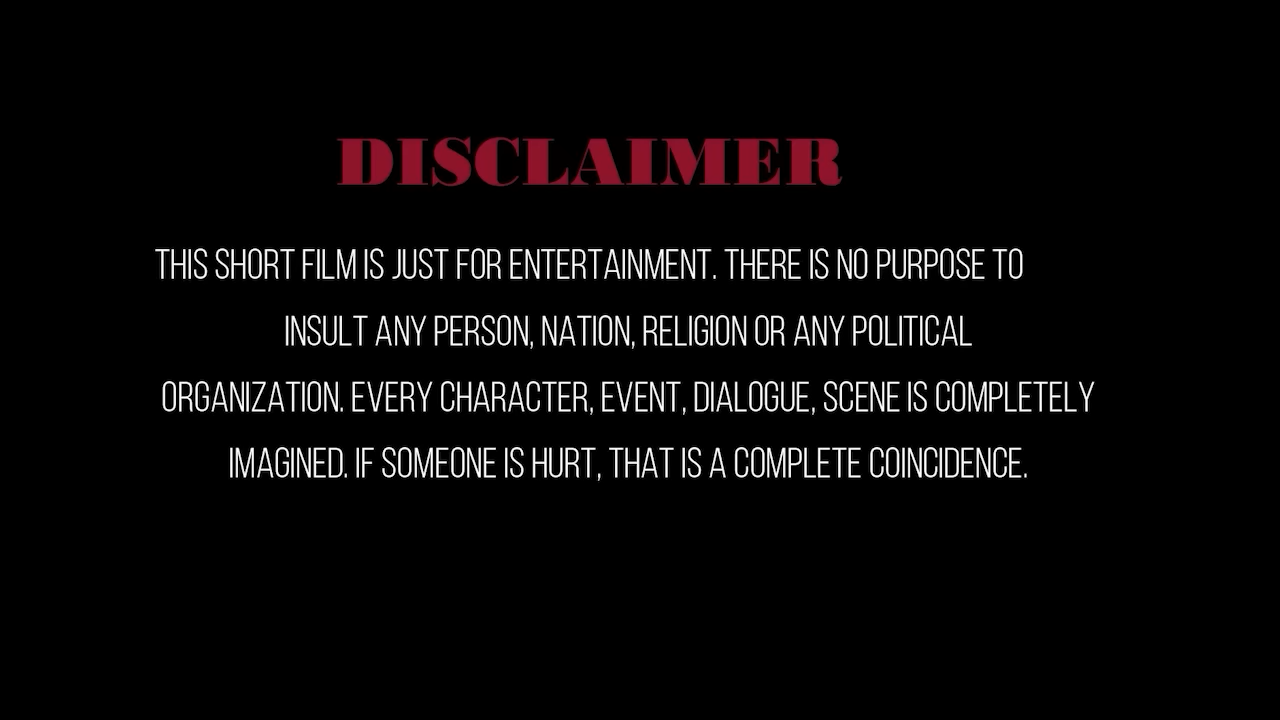 DISCLAIMER
THIS SHORT FILM IS JUST FOR ENTERTAINMENT. THERE IS NO PURPOSE TO
INSULT ANY PERSON, NATION, RELIGION OR ANY POLITICAL
ORGANIZATION. EVERY CHARACTER, EVENT, DIALOGUE, SCENE IS COMPLETELY
IMAGINED. IF SOMEONE IS HURT, THAT IS A COMPLETE COINCIDENCE.